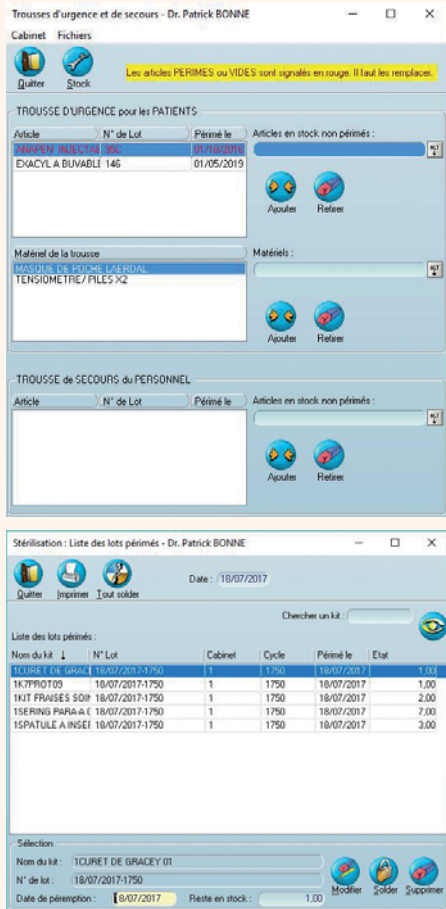 Trousses d'urgence et de secours - Dr. Patrick BONNE
Cabinet Fichiers
Quitter Stock
Les articles PERIMES ou VIDES sont signalés en rouge. Il faut les remplacer.
TROUSSE D'URGENCE pour les PATIENTS
Article N° de Lot Périmé le Articles en stock non périmés :
ANAPEN INJECTAE 95C 01/10/2016
EXACYL A BUVABLE 146 01/05/2019
Ajouter Retirer
Matériel de la trousse Matériels :
MASQUE DE POCHE LAERDAL
TENSIOMETRE/ PILES X2
Ajouter Retirer
TROUSSE de SECOURS du PERSONNEL
Article N° de Lot Périmé le Articles en stock non périmés :
Ajouter Retirer
Stérilisation : Liste des lots périmés - Dr. Patrick BONNE
Quitter Imprimer Tout solder
Date : 18/07/2017
Chercher un kit :
Liste des lots périmés :
Nom du kit N° Lot Cabinet Cycle Périmé le Etat
1CURET DE GRACE 18/07/2017-1750 1 1750 18/07/2017 1,00
1K7PROT09 18/07/2017-1750 1 1750 18/07/2017 1,00
1KIT FRAISES SOIN 18/07/2017-1750 1 1750 18/07/2017 2,00
1SERING PARA-A C 18/07/2017-1750 1 1750 18/07/2017 7,00
1SPATULE A INSEF 18/07/2017-1750 1 1750 18/07/2017 3,00
Sélection
Nom du kit : 1CURET DE GRACEY 01
N° de lot : 18/07/2017-1750
Date de péremption : 18/07/2017 Reste en stock : 1,00
Modifier Solder Supprimer